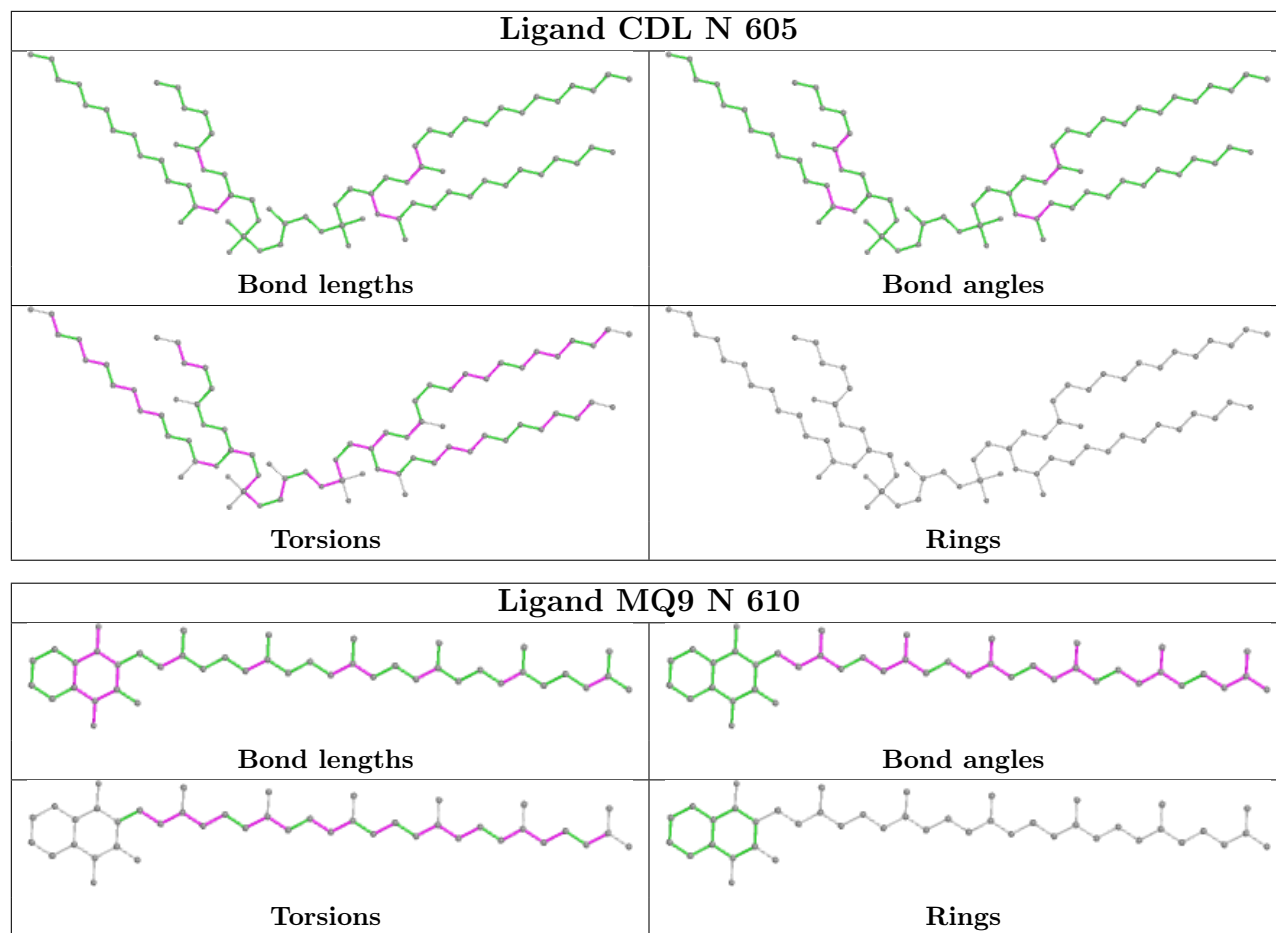 Ligand CDL N 605
Bond lengths
Bond angles
Torsions
Rings
Ligand MQ9 N 610
Bond lengths
Bond angles
Torsions
Rings